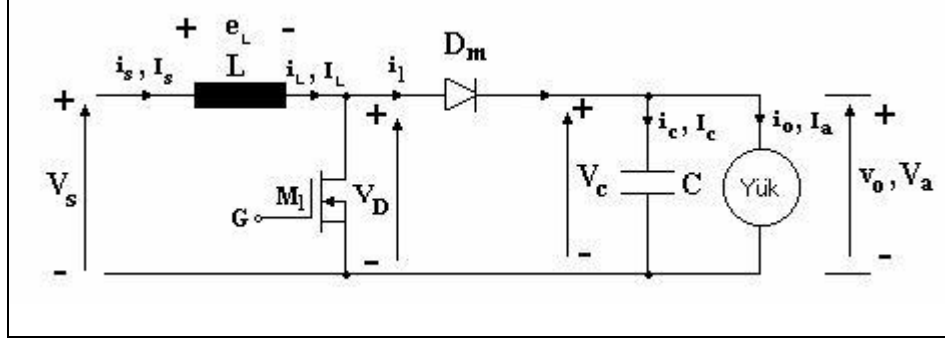 + e_L -
i_s, I_s L i_L, I_L i_1 D_m
+ + + i_c, I_c i_o, I_a +
V_s G M_1 V_D V_c C Yük v_o, V_a
- - - -